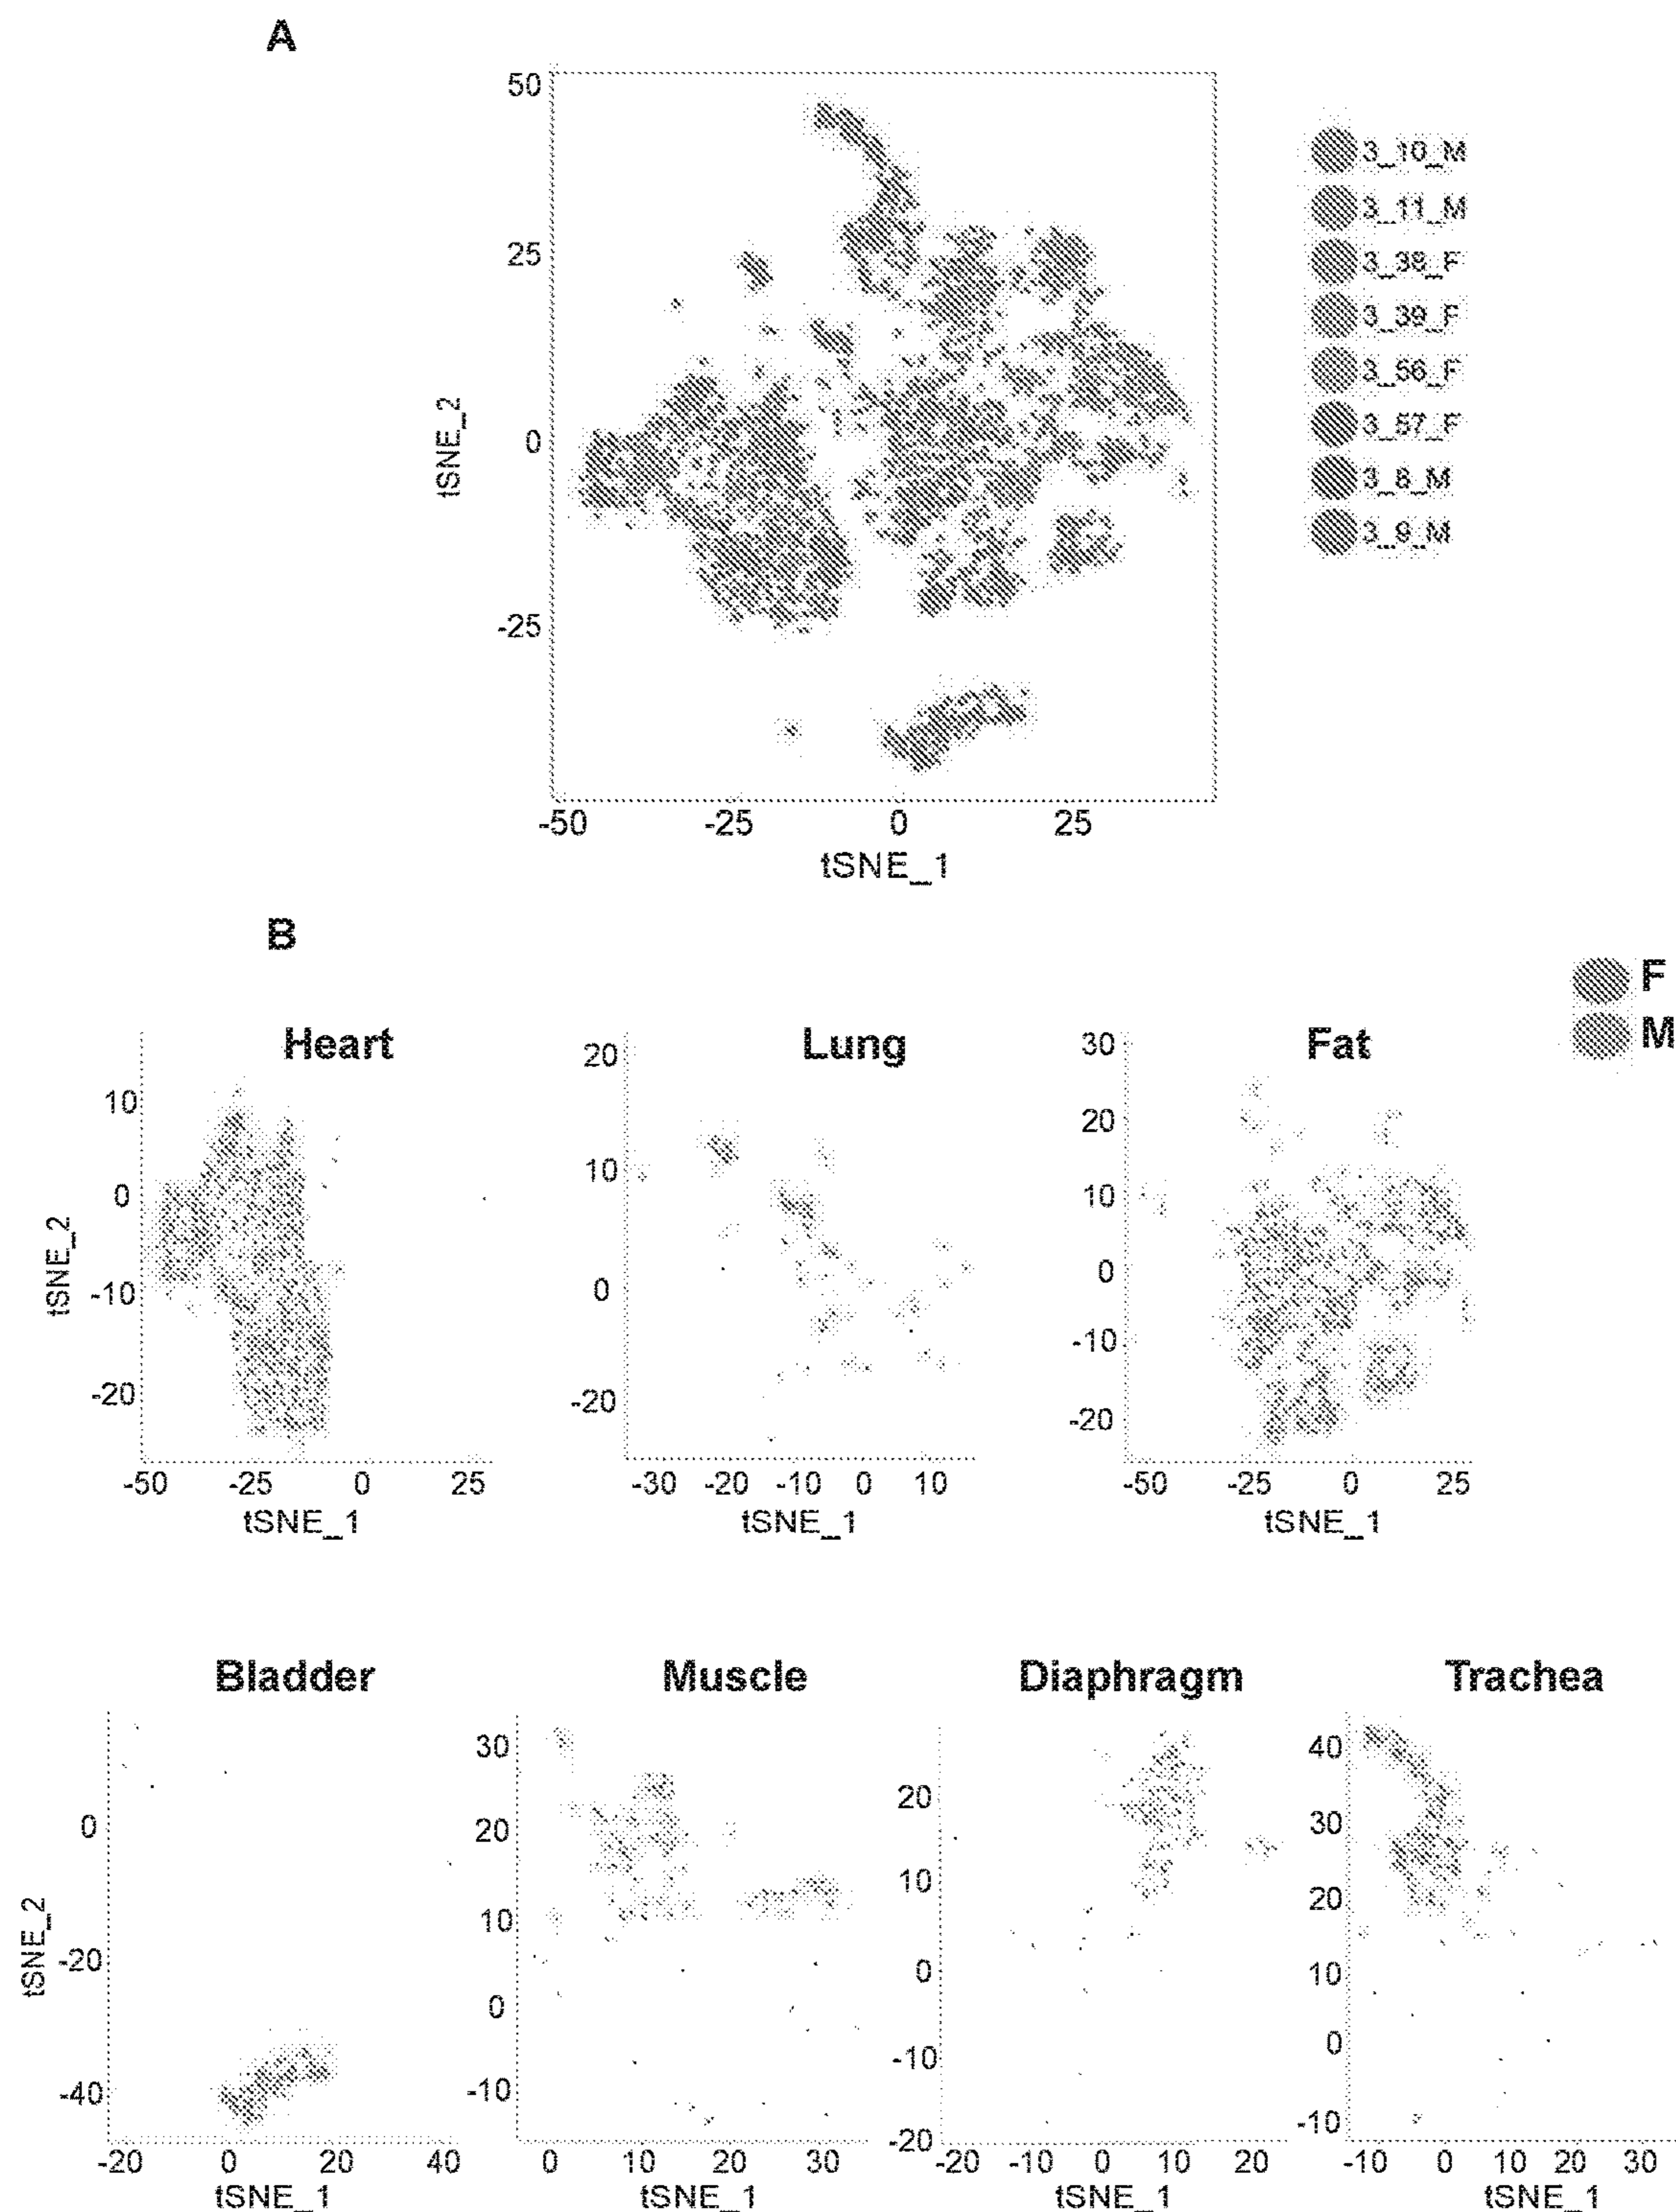 A
50
25
0
-25
tSNE_2
-50 -25 0 25
tSNE_1
3_10_M
3_11_M
3_38_F
3_39_F
3_56_F
3_57_F
3_8_M
3_9_M
B
F
M
Heart
10
0
-10
-20
tSNE_2
-50 -25 0 25
tSNE_1
Lung
20
10
0
-20
-30 -20 -10 0 10
tSNE_1
Fat
30
20
10
0
-10
-20
-50 -25 0 25
tSNE_1
Bladder
0
-20
-40
tSNE_2
-20 0 20 40
tSNE_1
Muscle
30
20
10
0
-10
0 10 20 30
tSNE_1
Diaphragm
20
10
0
-10
-20
-20 -10 0 10 20
tSNE_1
Trachea
40
30
20
10
0
-10
-10 0 10 20 30
tSNE_1